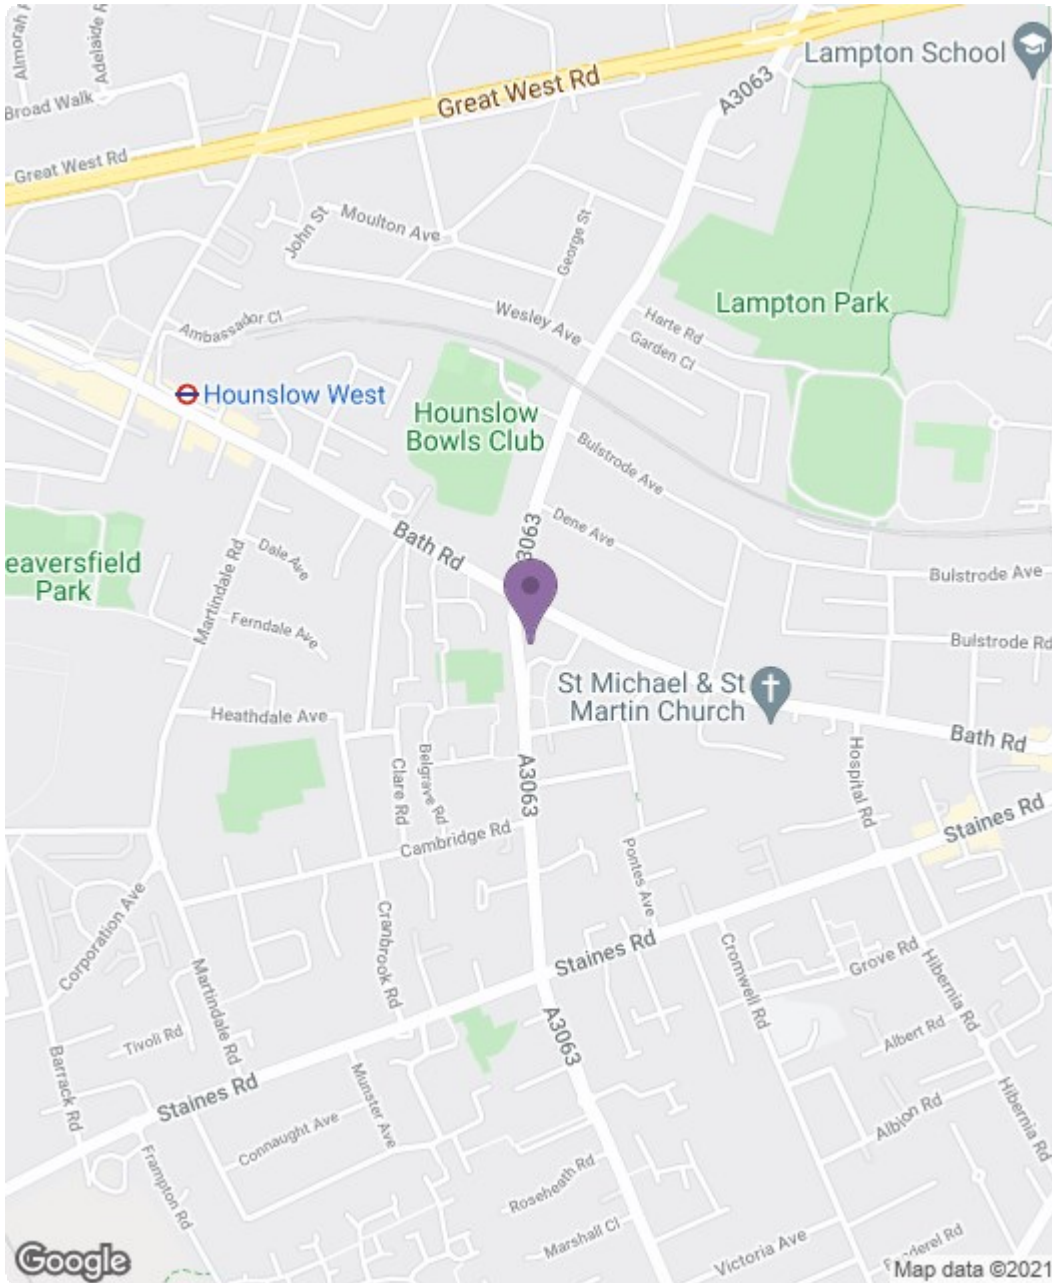 Almorah R
Adelaide R
Lampton School
Broad Walk
Great West Rd
A3063
Great West Rd
John St
Moulton Ave
George St
Lampton Park
Wesley Ave
Harte Rd
Ambassador Cl
Garden Cl
Hounslow West
Hounslow
Bowls Club
Bulstrode Ave
3063
Dene Ave
Bath Rd
eaversfield
Park
Dale Ave
Martindale Rd
Bulstrode Ave
Ferndale Ave
Bulstrode Rd
St Michael & St
Martin Church
Heathdale Ave
Bath Rd
Hospital Rd
Belgrave Rd
Clare Rd
A3063
Staines Rd
Cambridge Rd
Pontes Ave
Corporation Ave
Cranbrook Rd
Staines Rd
Cromwell Rd
Grove Rd
Hibernia Rd
Martindale Rd
Tivoli Rd
A3063
Albert Rd
Barrack Rd
Staines Rd
Munster Ave
Hibernia Rd
Albion Rd
Connaught Ave
Frampton Rd
Roseheath Rd
Marshall Cl
Victoria Ave
deral Rd
Google
Map data ©2021